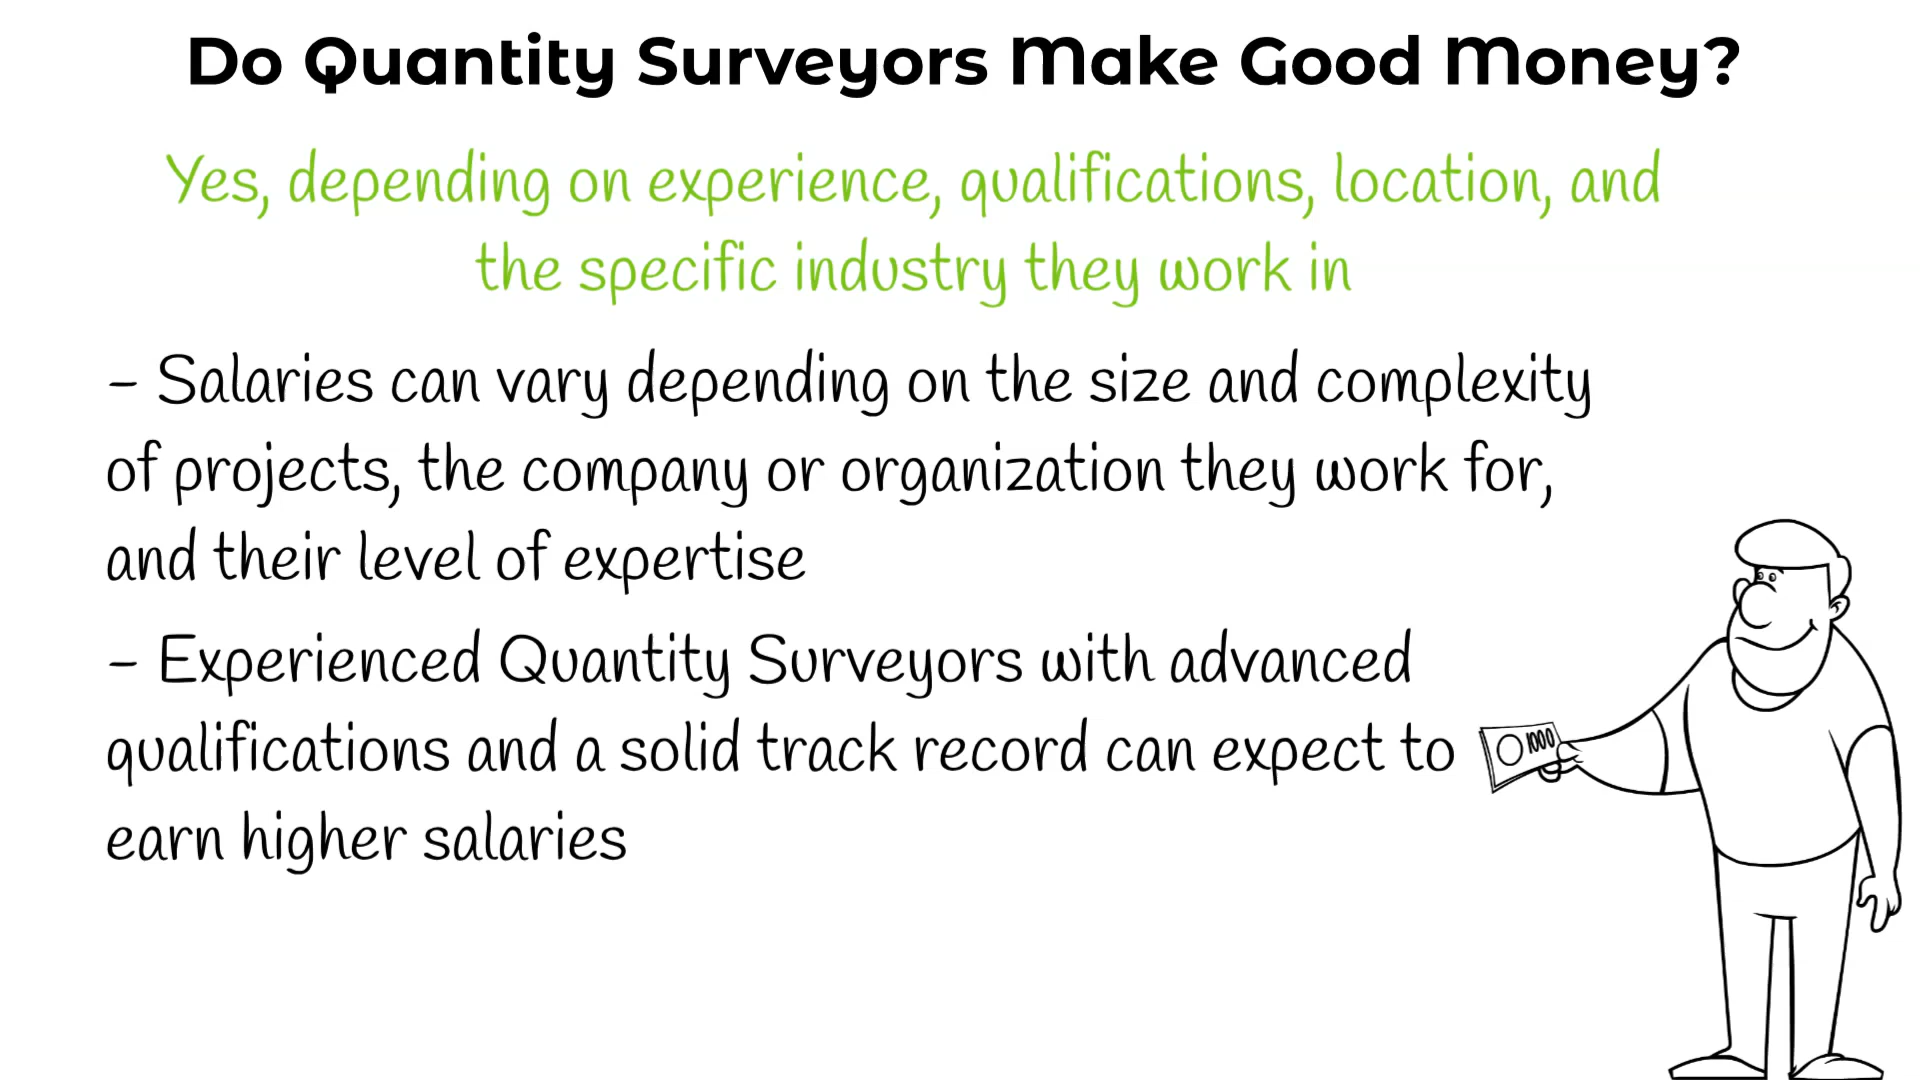 Do Quantity Surveyors Make Good Money?
Yes, depending on experience, qualifications, location, and
the specific industry they work in
– Salaries can vary depending on the size and complexity
of projects, the company or organization they work for,
and their level of expertise
– Experienced Quantity Surveyors with advanced
qualifications and a solid track record can expect to
earn higher salaries
1000